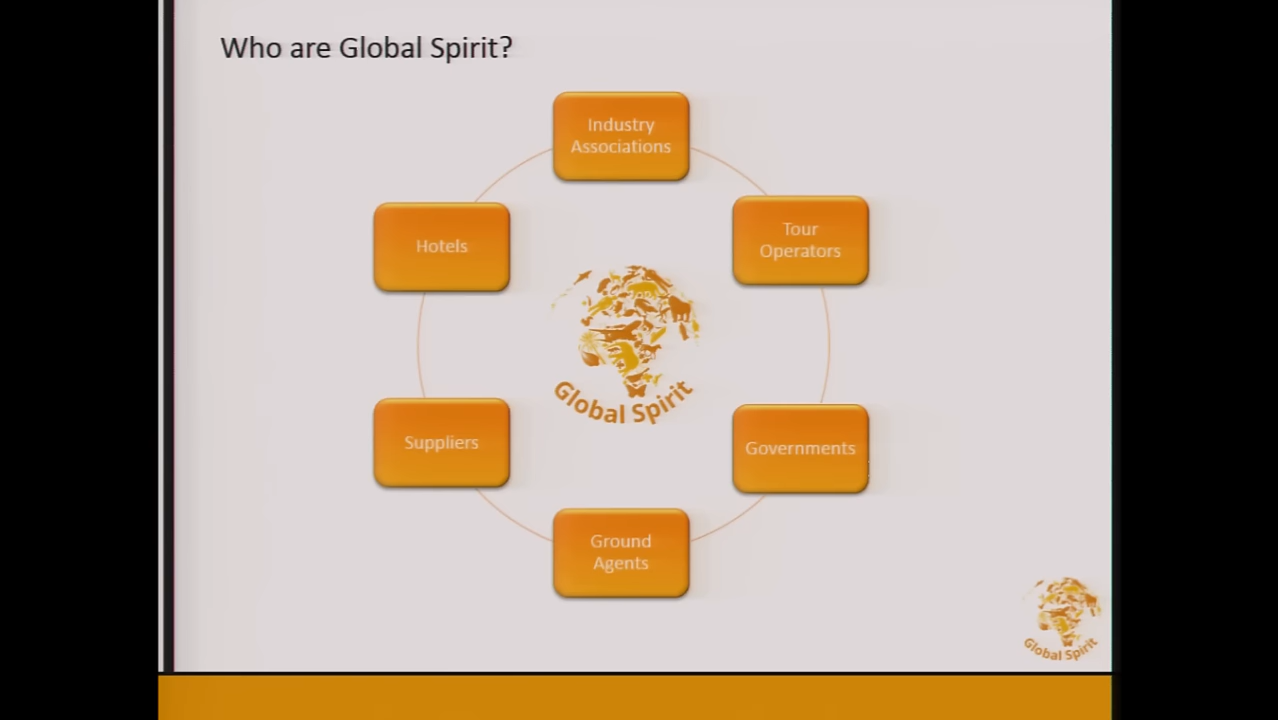 Who are Global Spirit?
Industry
Associations
Tour
Operators
Hotels
Global Spirit
Suppliers
Governments
Ground
Agents
Global Spirit